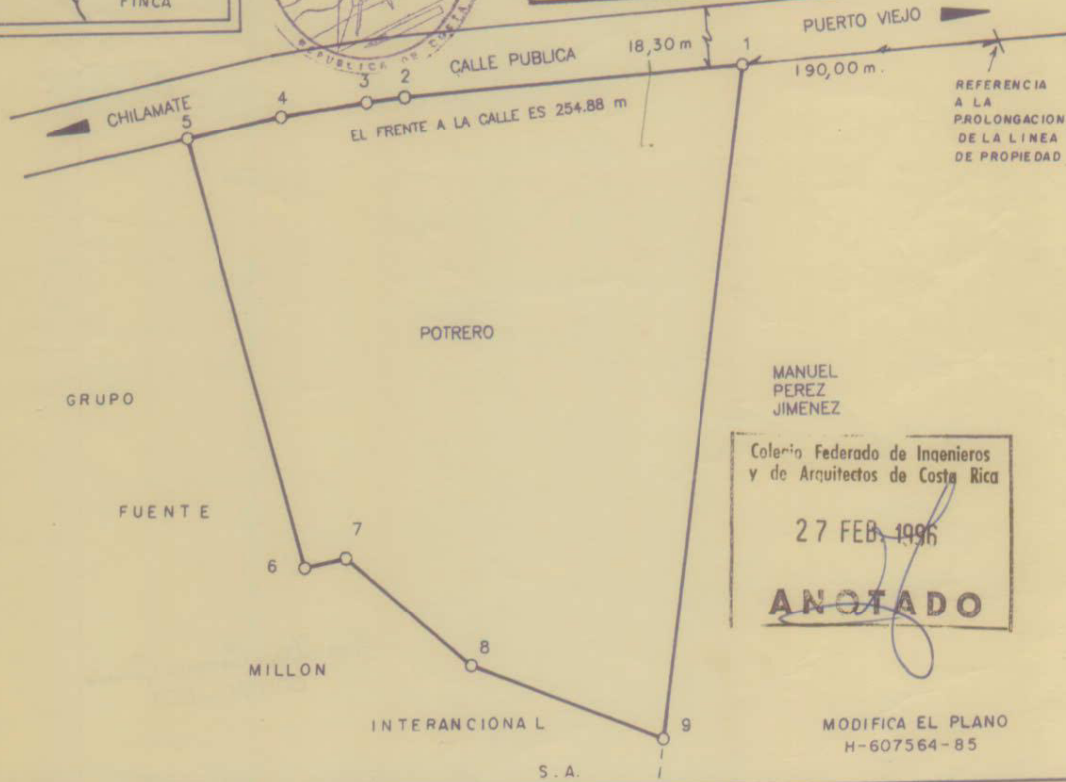 FINCA
REPUBLICA DE COSTA
CALLE PUBLICA
18,30 m
PUERTO VIEJO
1
190,00 m.
REFERENCIA
A LA
PROLONGACION
DE LA LINEA
DE PROPIEDAD
CHILAMATE
5
4
3
2
EL FRENTE A LA CALLE ES 254.88 m
POTRERO
GRUPO
MANUEL
PEREZ
JIMENEZ
Colegio Federado de Ingenieros
y de Arquitectos de Costa Rica
27 FEB. 1996
ANOTADO
FUENTE
6
7
8
MILLON
INTERANCIONAL
9
S.A.
MODIFICA EL PLANO
H-607564-85